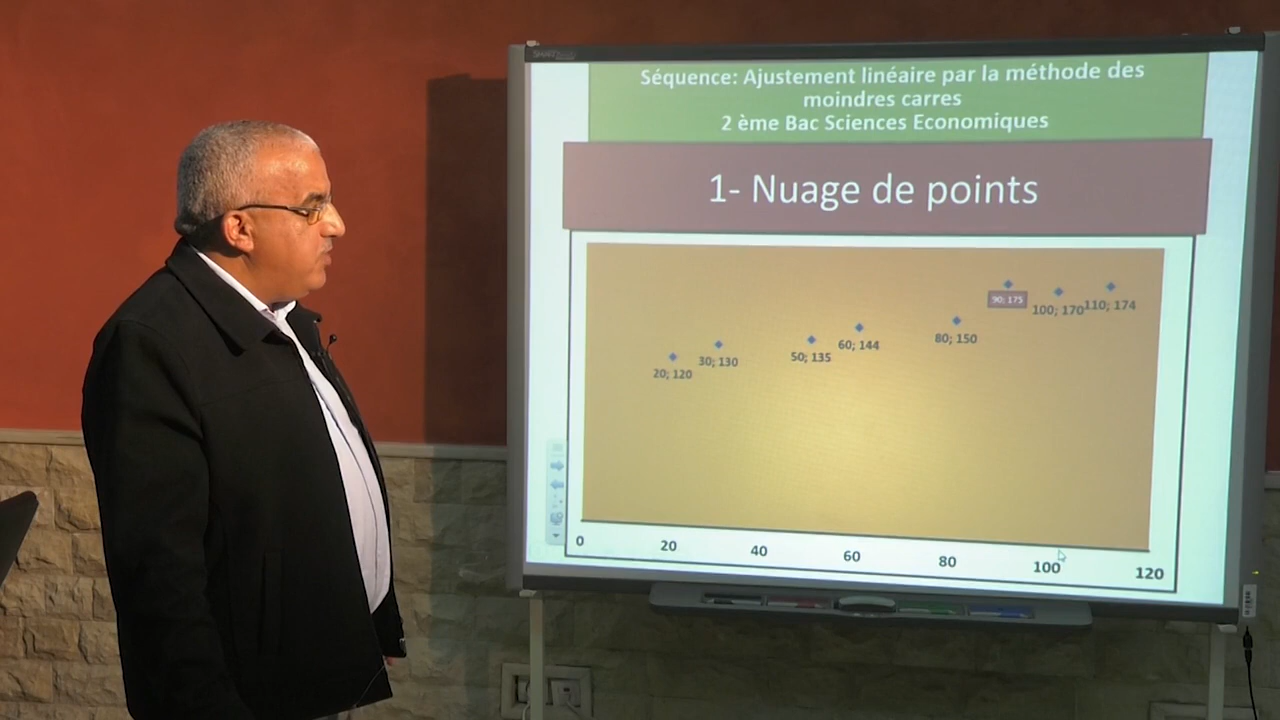 SMART
Séquence: Ajustement linéaire par la méthode des
moindres carres
2 ème Bac Sciences Economiques
1- Nuage de points
90; 175
100; 170
110; 174
80; 150
60; 144
50; 135
30; 130
20; 120
0 20 40 60 80 100 120